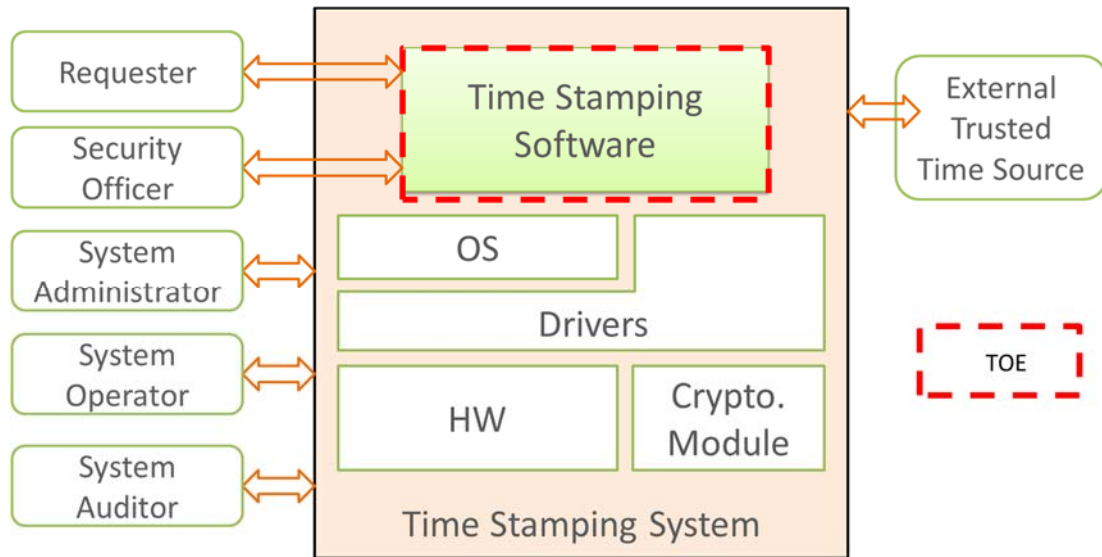 Requester
Security
Officer
System
Administrator
System
Operator
System
Auditor
Time Stamping
Software
OS
Drivers
HW
Crypto.
Module
Time Stamping System
External
Trusted
Time Source
TOE